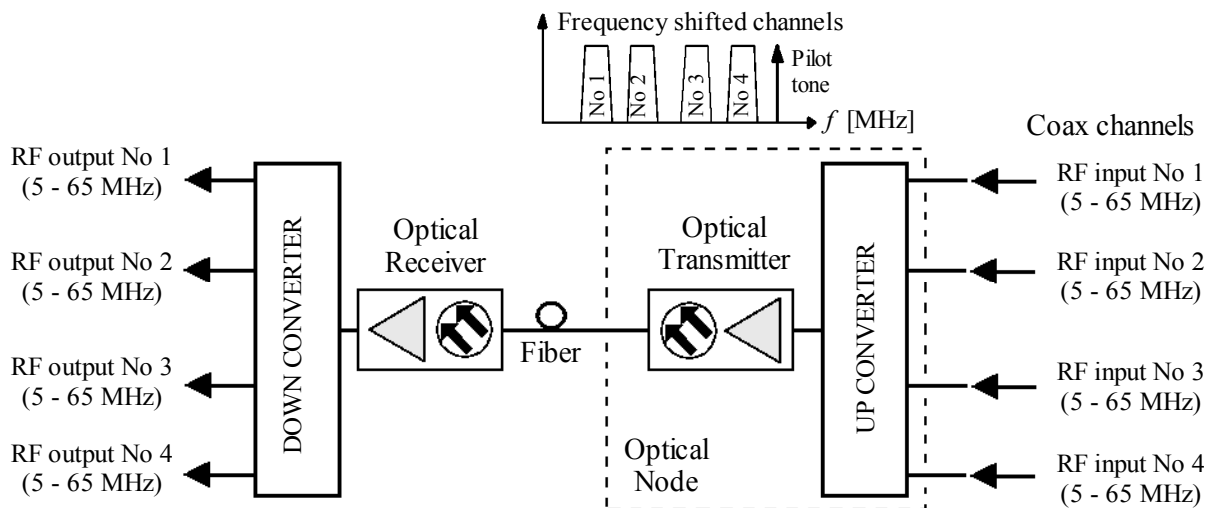 Frequency shifted channels
No 1
No 2
No 3
No 4
Pilot
tone
f [MHz]
Coax channels
RF output No 1
(5 - 65 MHz)
RF output No 2
(5 - 65 MHz)
RF output No 3
(5 - 65 MHz)
RF output No 4
(5 - 65 MHz)
DOWN CONVERTER
Optical
Receiver
Fiber
Optical
Transmitter
Optical
Node
UP CONVERTER
RF input No 1
(5 - 65 MHz)
RF input No 2
(5 - 65 MHz)
RF input No 3
(5 - 65 MHz)
RF input No 4
(5 - 65 MHz)